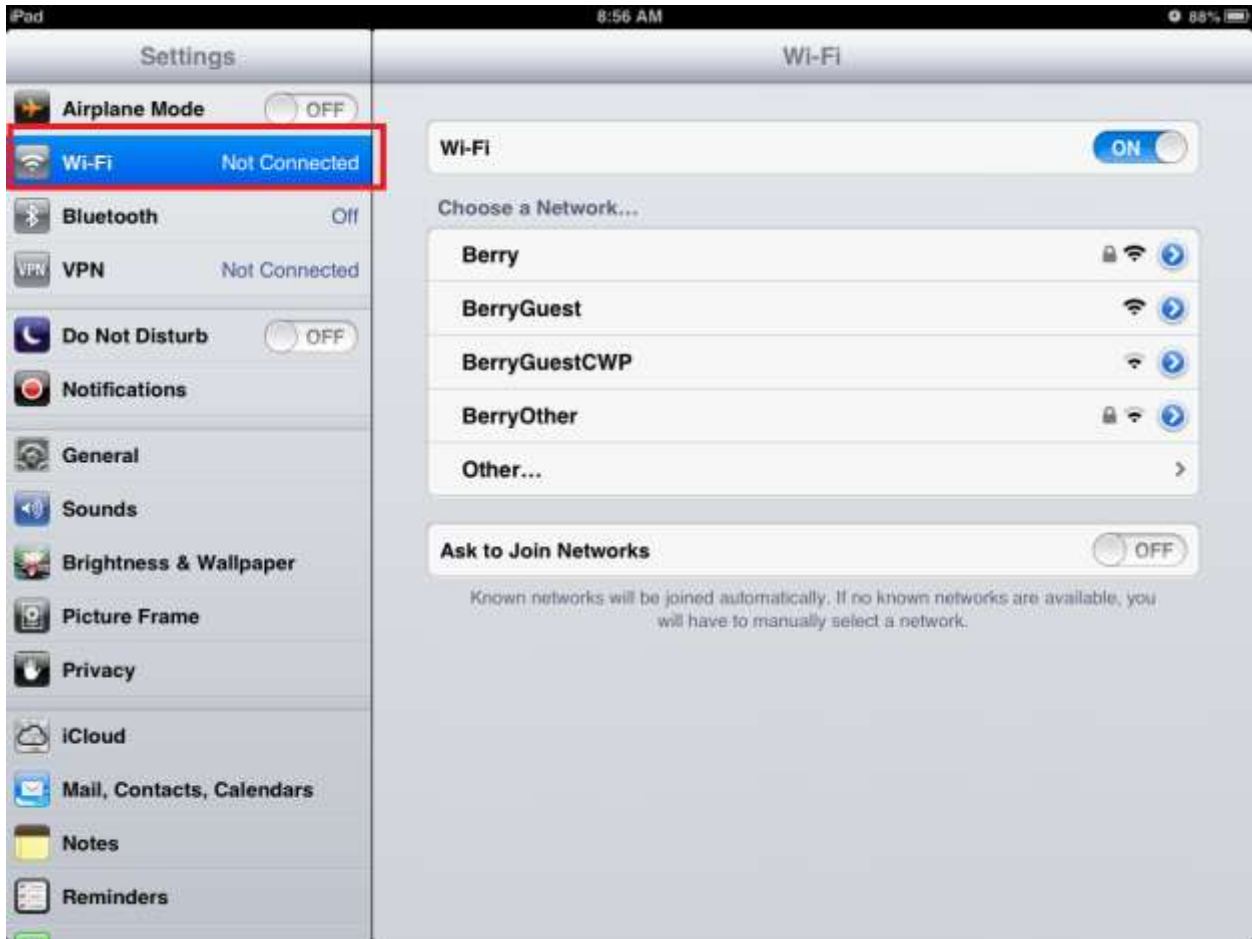 iPad 8:56 AM 88%
Settings
Wi-Fi
Airplane Mode OFF
Wi-Fi Not Connected
Bluetooth Off
VPN VPN Not Connected
Do Not Disturb OFF
Notifications
General
Sounds
Brightness & Wallpaper
Picture Frame
Privacy
iCloud
Mail, Contacts, Calendars
Notes
Reminders
Wi-Fi ON
Choose a Network...
Berry
BerryGuest
BerryGuestCWP
BerryOther
Other...
Ask to Join Networks OFF
Known networks will be joined automatically. If no known networks are available, you
will have to manually select a network.